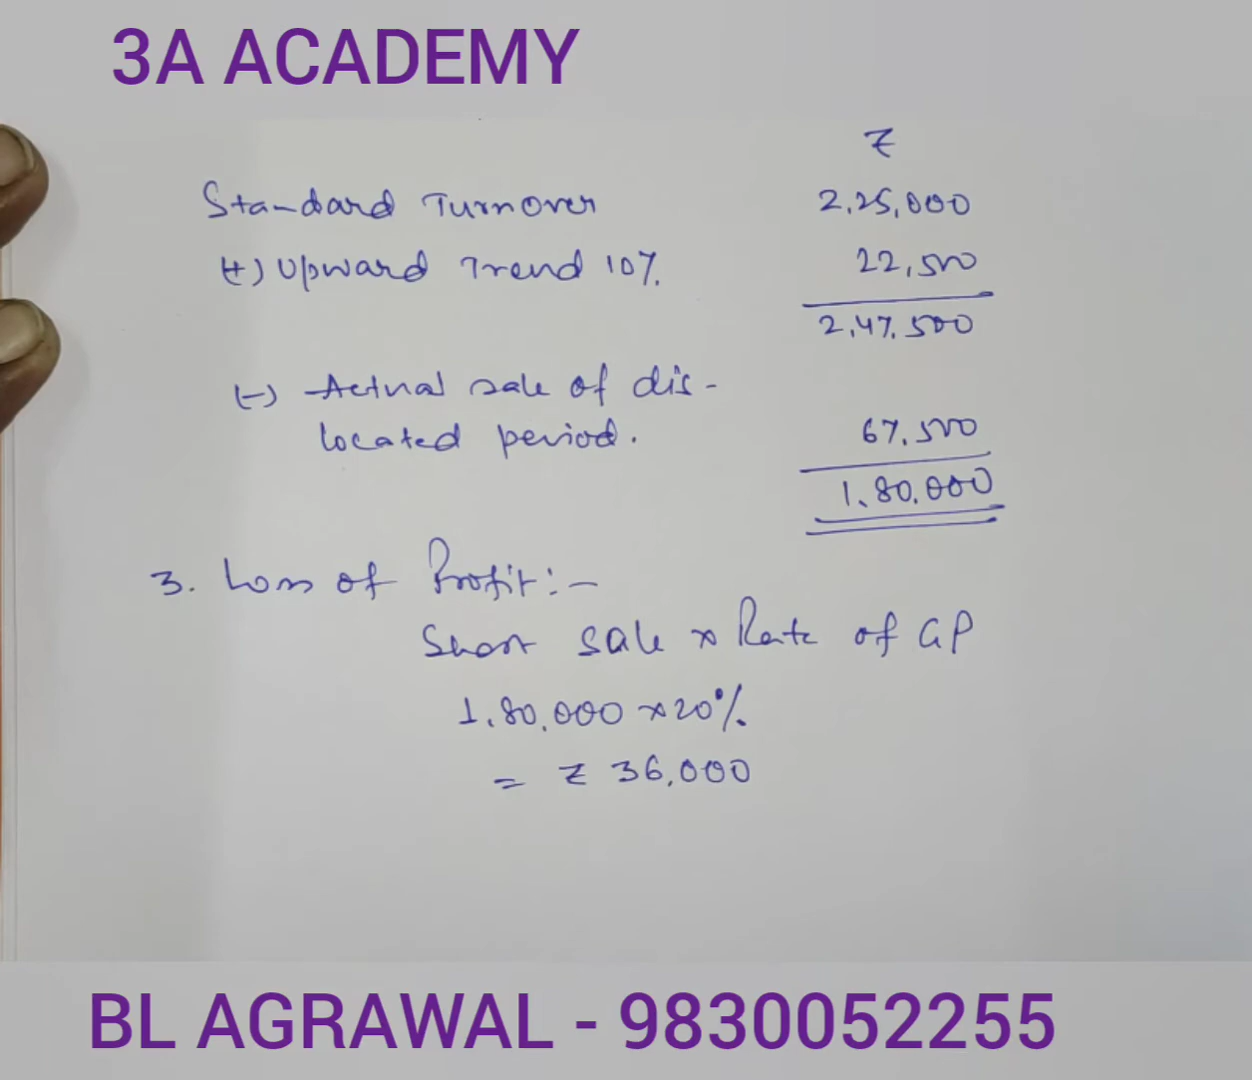 3A ACADEMY
₹
Standard Turnover 2,25,000
(+) Upward Trend 10%. 22,500
2,47,500
(-) Actual sale of dis-
located period. 67,500
1,80,000
3. Loss of Profit:-
Short sale x Rate of GP
1,80,000 x 20%
= ₹ 36,000
BL AGRAWAL - 9830052255